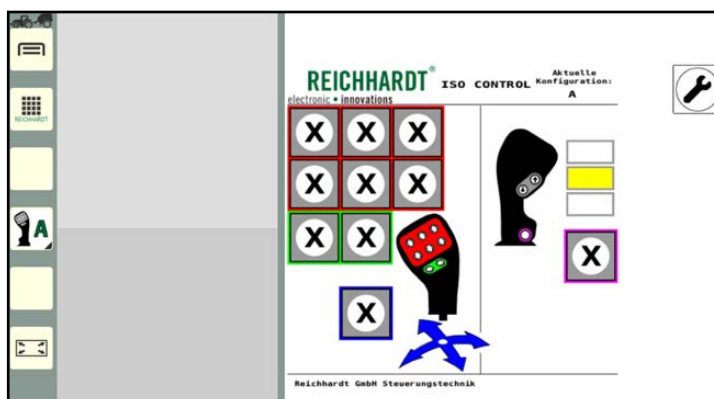 REICHHARDT
A
REICHHARDT®
electronic • innovations
ISO CONTROL
Aktuelle
Konfiguration:
A
X X X
X X X
X X
X
X
Reichhardt GmbH Steuerungstechnik